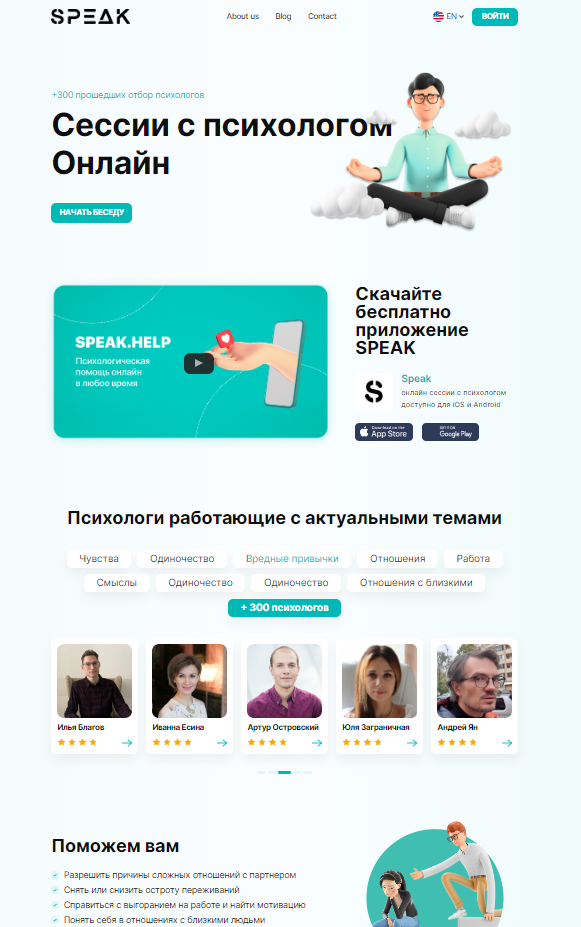 SPEAK
About us
Blog
Contact
EN
ВОЙТИ
+300 прошедших отбор психологов
Сессии с психологом
Онлайн
НАЧАТЬ БЕСЕДУ
SPEAK.HELP
Психологическая
помощь онлайн
в любое время
Скачайте
бесплатно
приложение
SPEAK
S
Speak
онлайн сессии с психологом
доступно для iOS и Android
Download on the
App Store
GET IT ON
Google Play
Психологи работающие с актуальными темами
Чувства
Одиночество
Вредные привычки
Отношения
Работа
Смыслы
Одиночество
Одиночество
Отношения с близкими
+ 300 психологов
Илья Благов
Иванна Есина
Артур Островский
Юля Заграничная
Андрей Ян
Поможем вам
Разрешить причины сложных отношений с партнером
Снять или снизить остроту переживаний
Справиться с выгоранием на работе и найти мотивацию
Понять себя в отношениях с близкими людьми